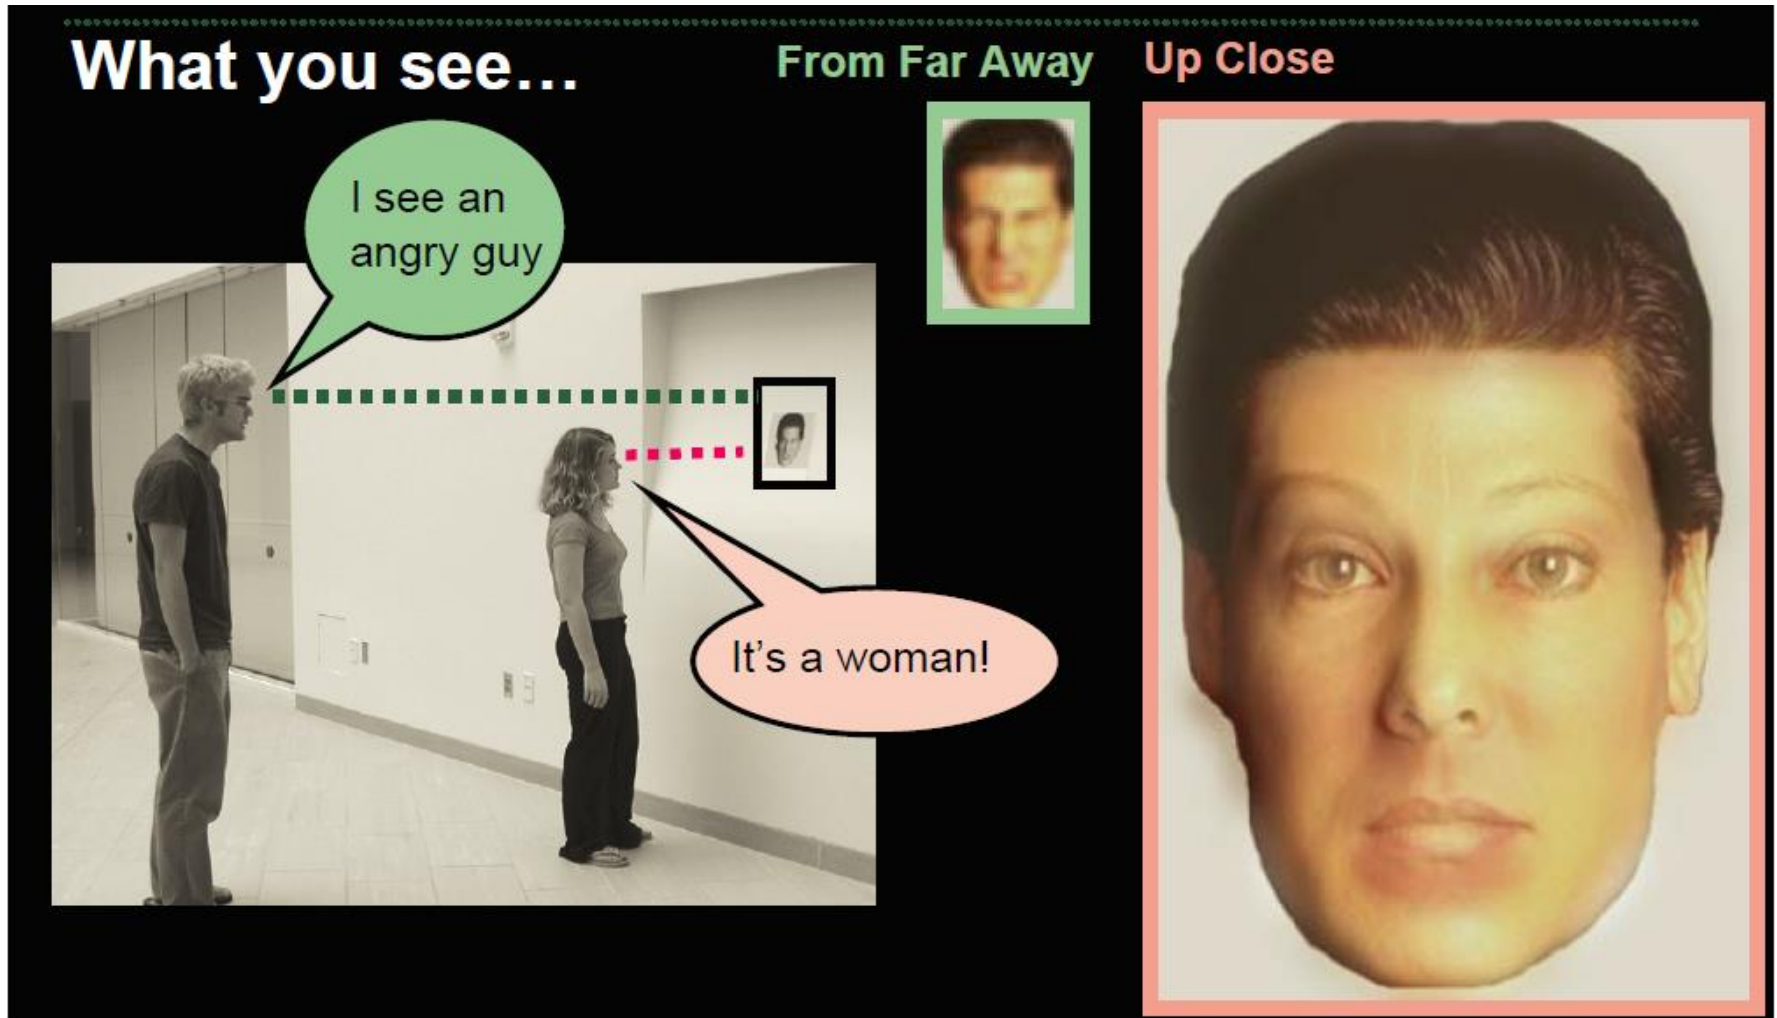 What you see…
From Far Away
Up Close
I see an
angry guy
It's a woman!